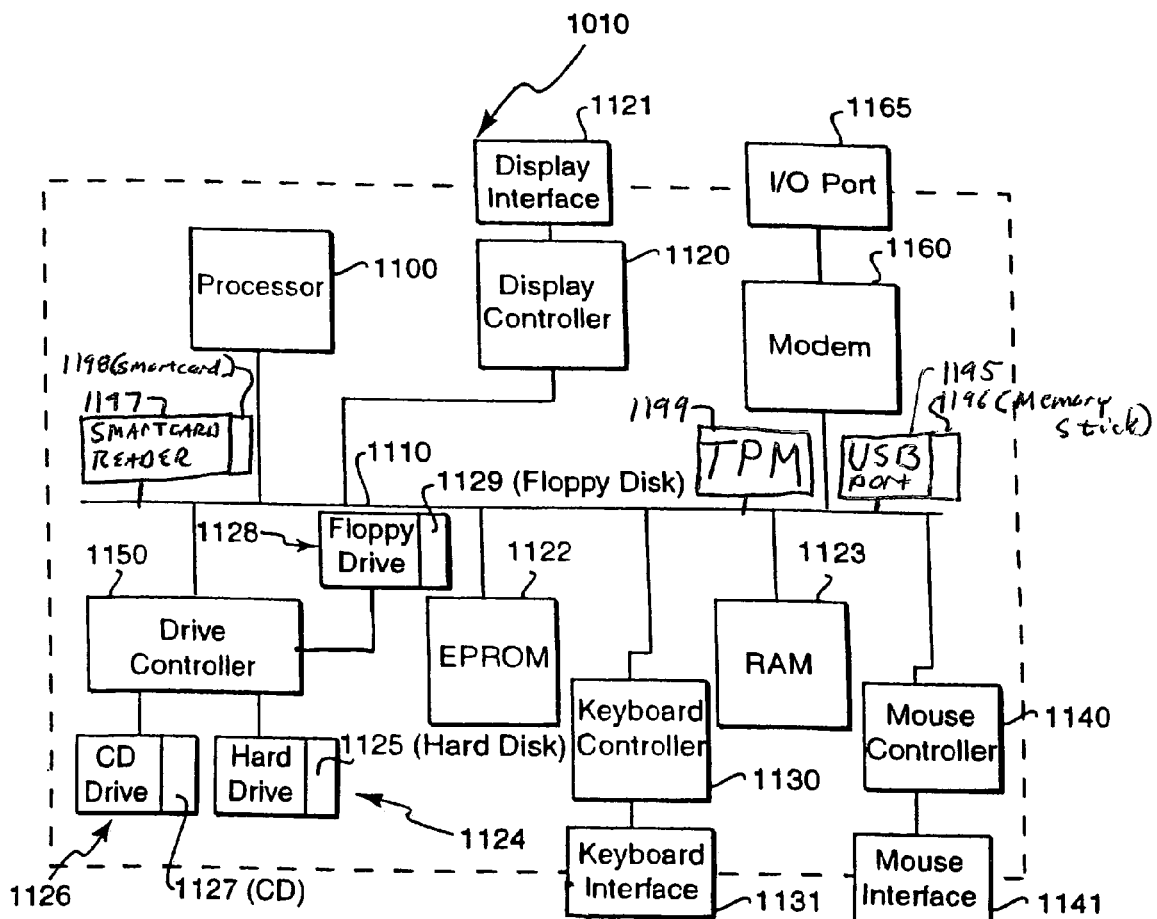 1010
1121
1165
Display
Interface
I/O Port
1100
1120
1160
Processor
Display
Controller
Modem
1198(smartcard)
1197
SMARTCARD
READER
1199
TPM
1195
1196 (Memory
Stick)
USB
PORT
1110
1129 (Floppy Disk)
1128
Floppy
Drive
1150
1122
1123
Drive
Controller
EPROM
RAM
Keyboard
Controller
1130
Mouse
Controller
1140
CD
Drive
Hard
Drive
1125 (Hard Disk)
1124
1126
1127 (CD)
Keyboard
Interface
1131
Mouse
Interface
1141